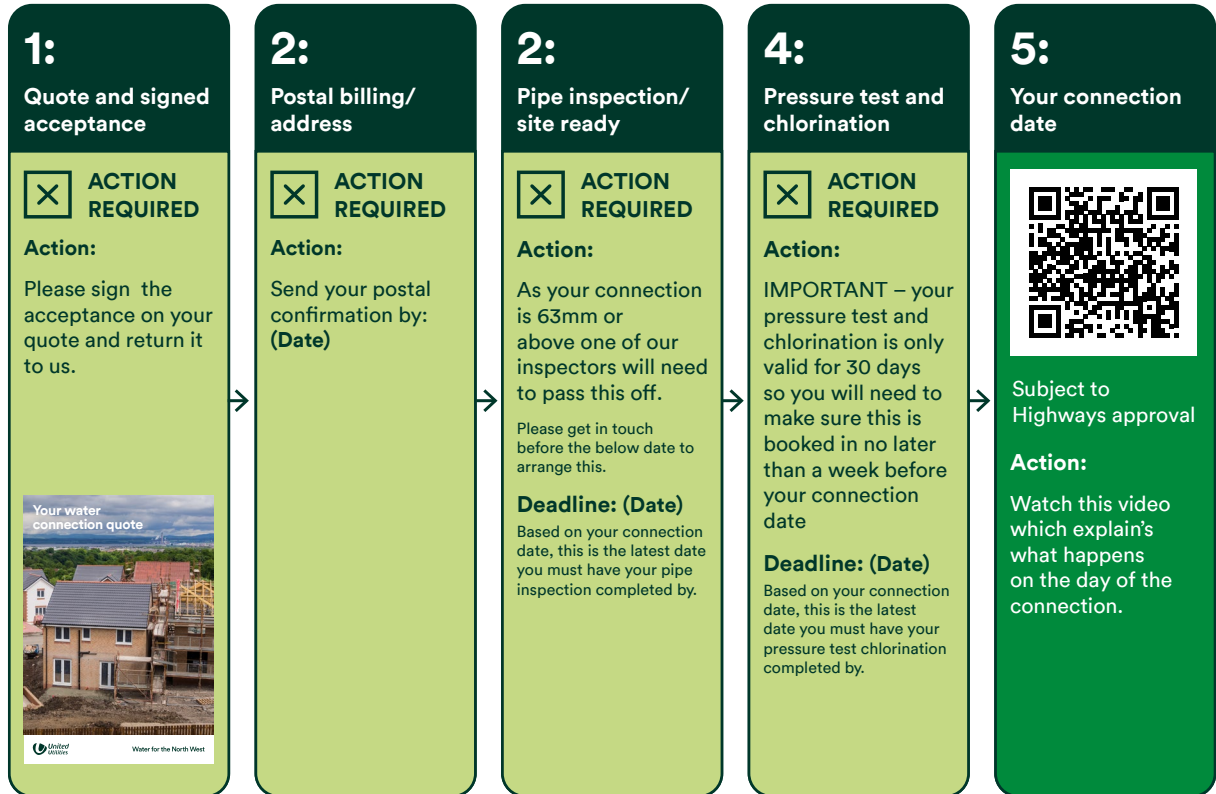 1:
Quote and signed
acceptance
ACTION
REQUIRED
Action:
Please sign  the
acceptance on your
quote and return it
to us.
Your water
connection quote
United
Utilities
Water for the North West
2:
Postal billing/
address
ACTION
REQUIRED
Action:
Send your postal
confirmation by:
(Date)
2:
Pipe inspection/
site ready
ACTION
REQUIRED
Action:
As your connection
is 63mm or
above one of our
inspectors will need
to pass this off.
Please get in touch
before the below date to
arrange this.
Deadline: (Date)
Based on your connection
date, this is the latest date
you must have your pipe
inspection completed by.
4:
Pressure test and
chlorination
ACTION
REQUIRED
Action:
IMPORTANT – your
pressure test and
chlorination is only
valid for 30 days
so you will need to
make sure this is
booked in no later
than a week before
your connection
date
Deadline: (Date)
Based on your connection
date, this is the latest
date you must have your
pressure test chlorination
completed by.
5:
Your connection
date
Subject to
Highways approval
Action:
Watch this video
which explain’s
what happens
on the day of the
connection.